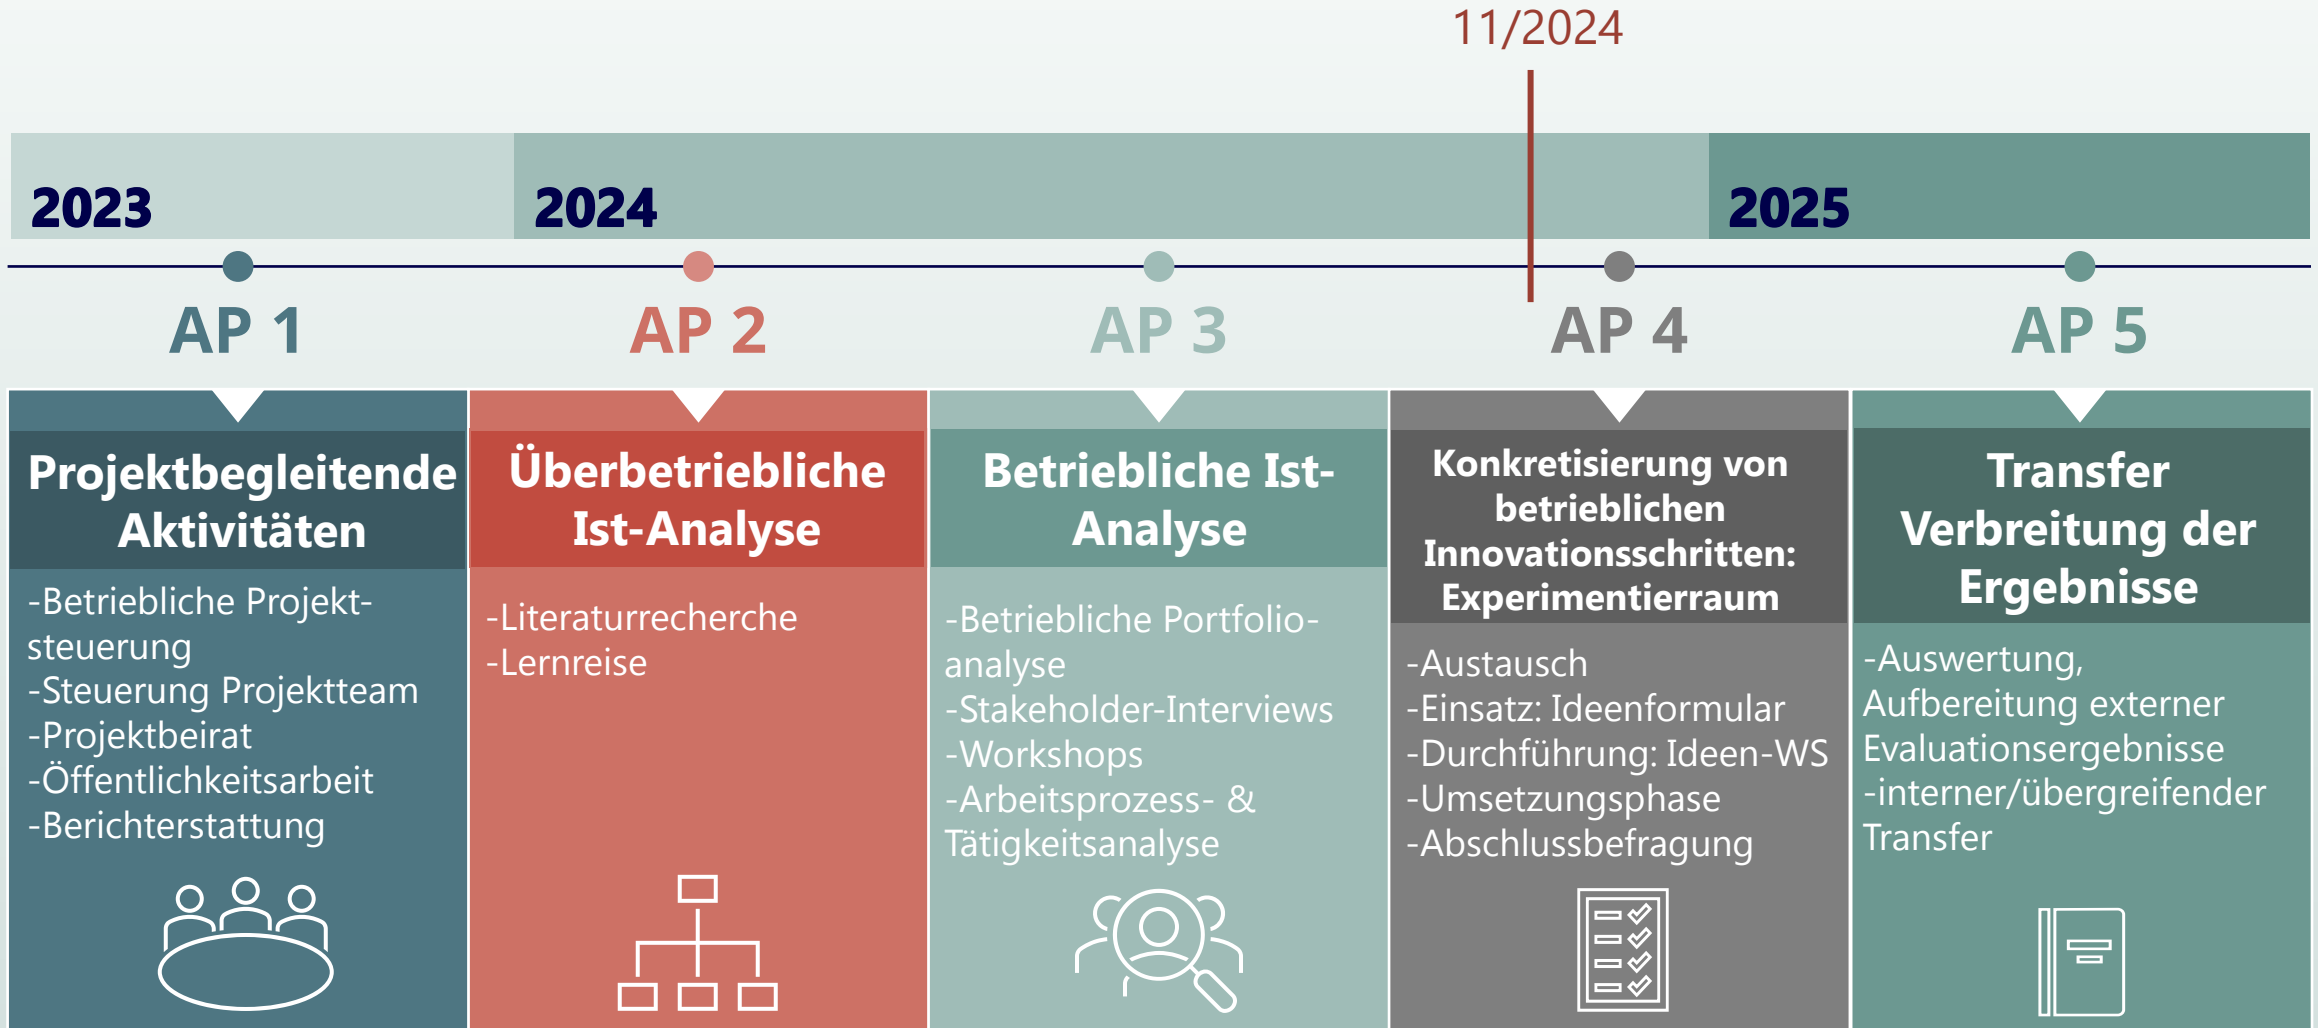 11/2024
2023
2024
2025
AP 1
AP 2
AP 3
AP 4
AP 5
Projektbegleitende
Aktivitäten
-Betriebliche Projekt-
steuerung
-Steuerung Projektteam
-Projektbeirat
-Öffentlichkeitsarbeit
-Berichterstattung
Überbetriebliche
Ist-Analyse
-Literaturrecherche
-Lernreise
Betriebliche Ist-
Analyse
-Betriebliche Portfolio-
analyse
-Stakeholder-Interviews
-Workshops
-Arbeitsprozess- &
Tätigkeitsanalyse
Konkretisierung von
betrieblichen
Innovationsschritten:
Experimentierraum
-Austausch
-Einsatz: Ideenformular
-Durchführung: Ideen-WS
-Umsetzungsphase
-Abschlussbefragung
Transfer
Verbreitung der
Ergebnisse
-Auswertung,
Aufbereitung externer
Evaluationsergebnisse
-interner/übergreifender
Transfer